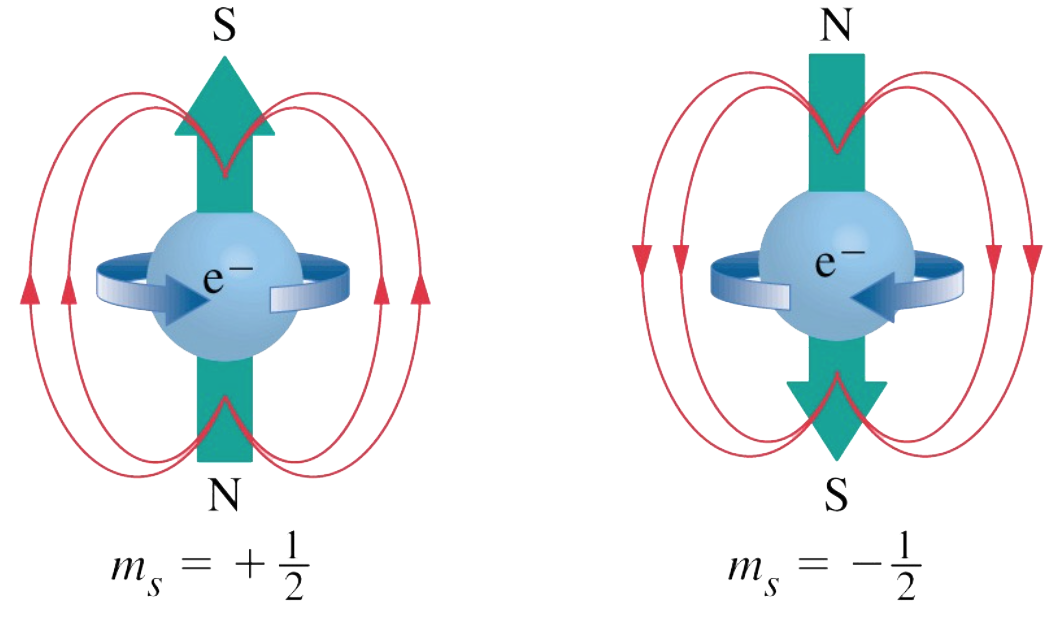 S
N
e⁻
e⁻
N
S
mₛ = +1/2
mₛ = −1/2